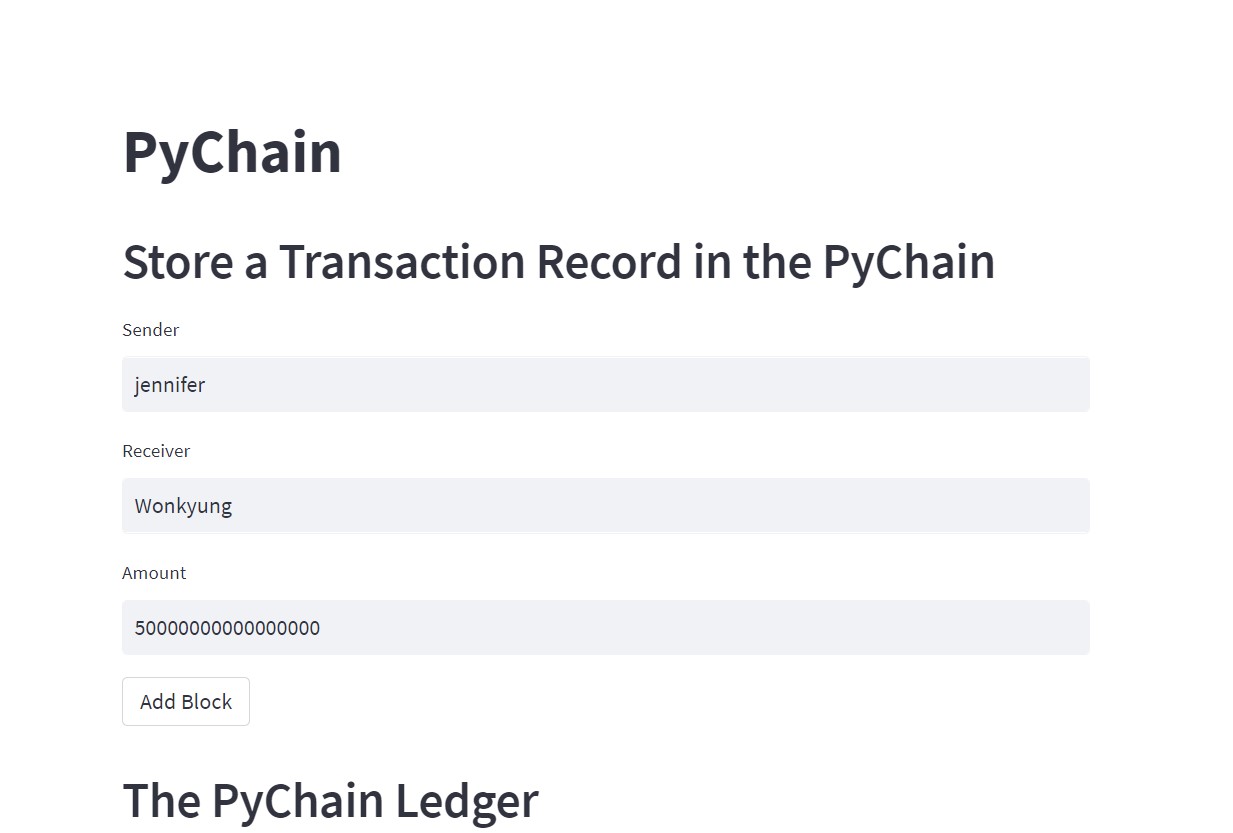 PyChain
Store a Transaction Record in the PyChain
Sender
jennifer
Receiver
Wonkyung
Amount
50000000000000000
Add Block
The PyChain Ledger